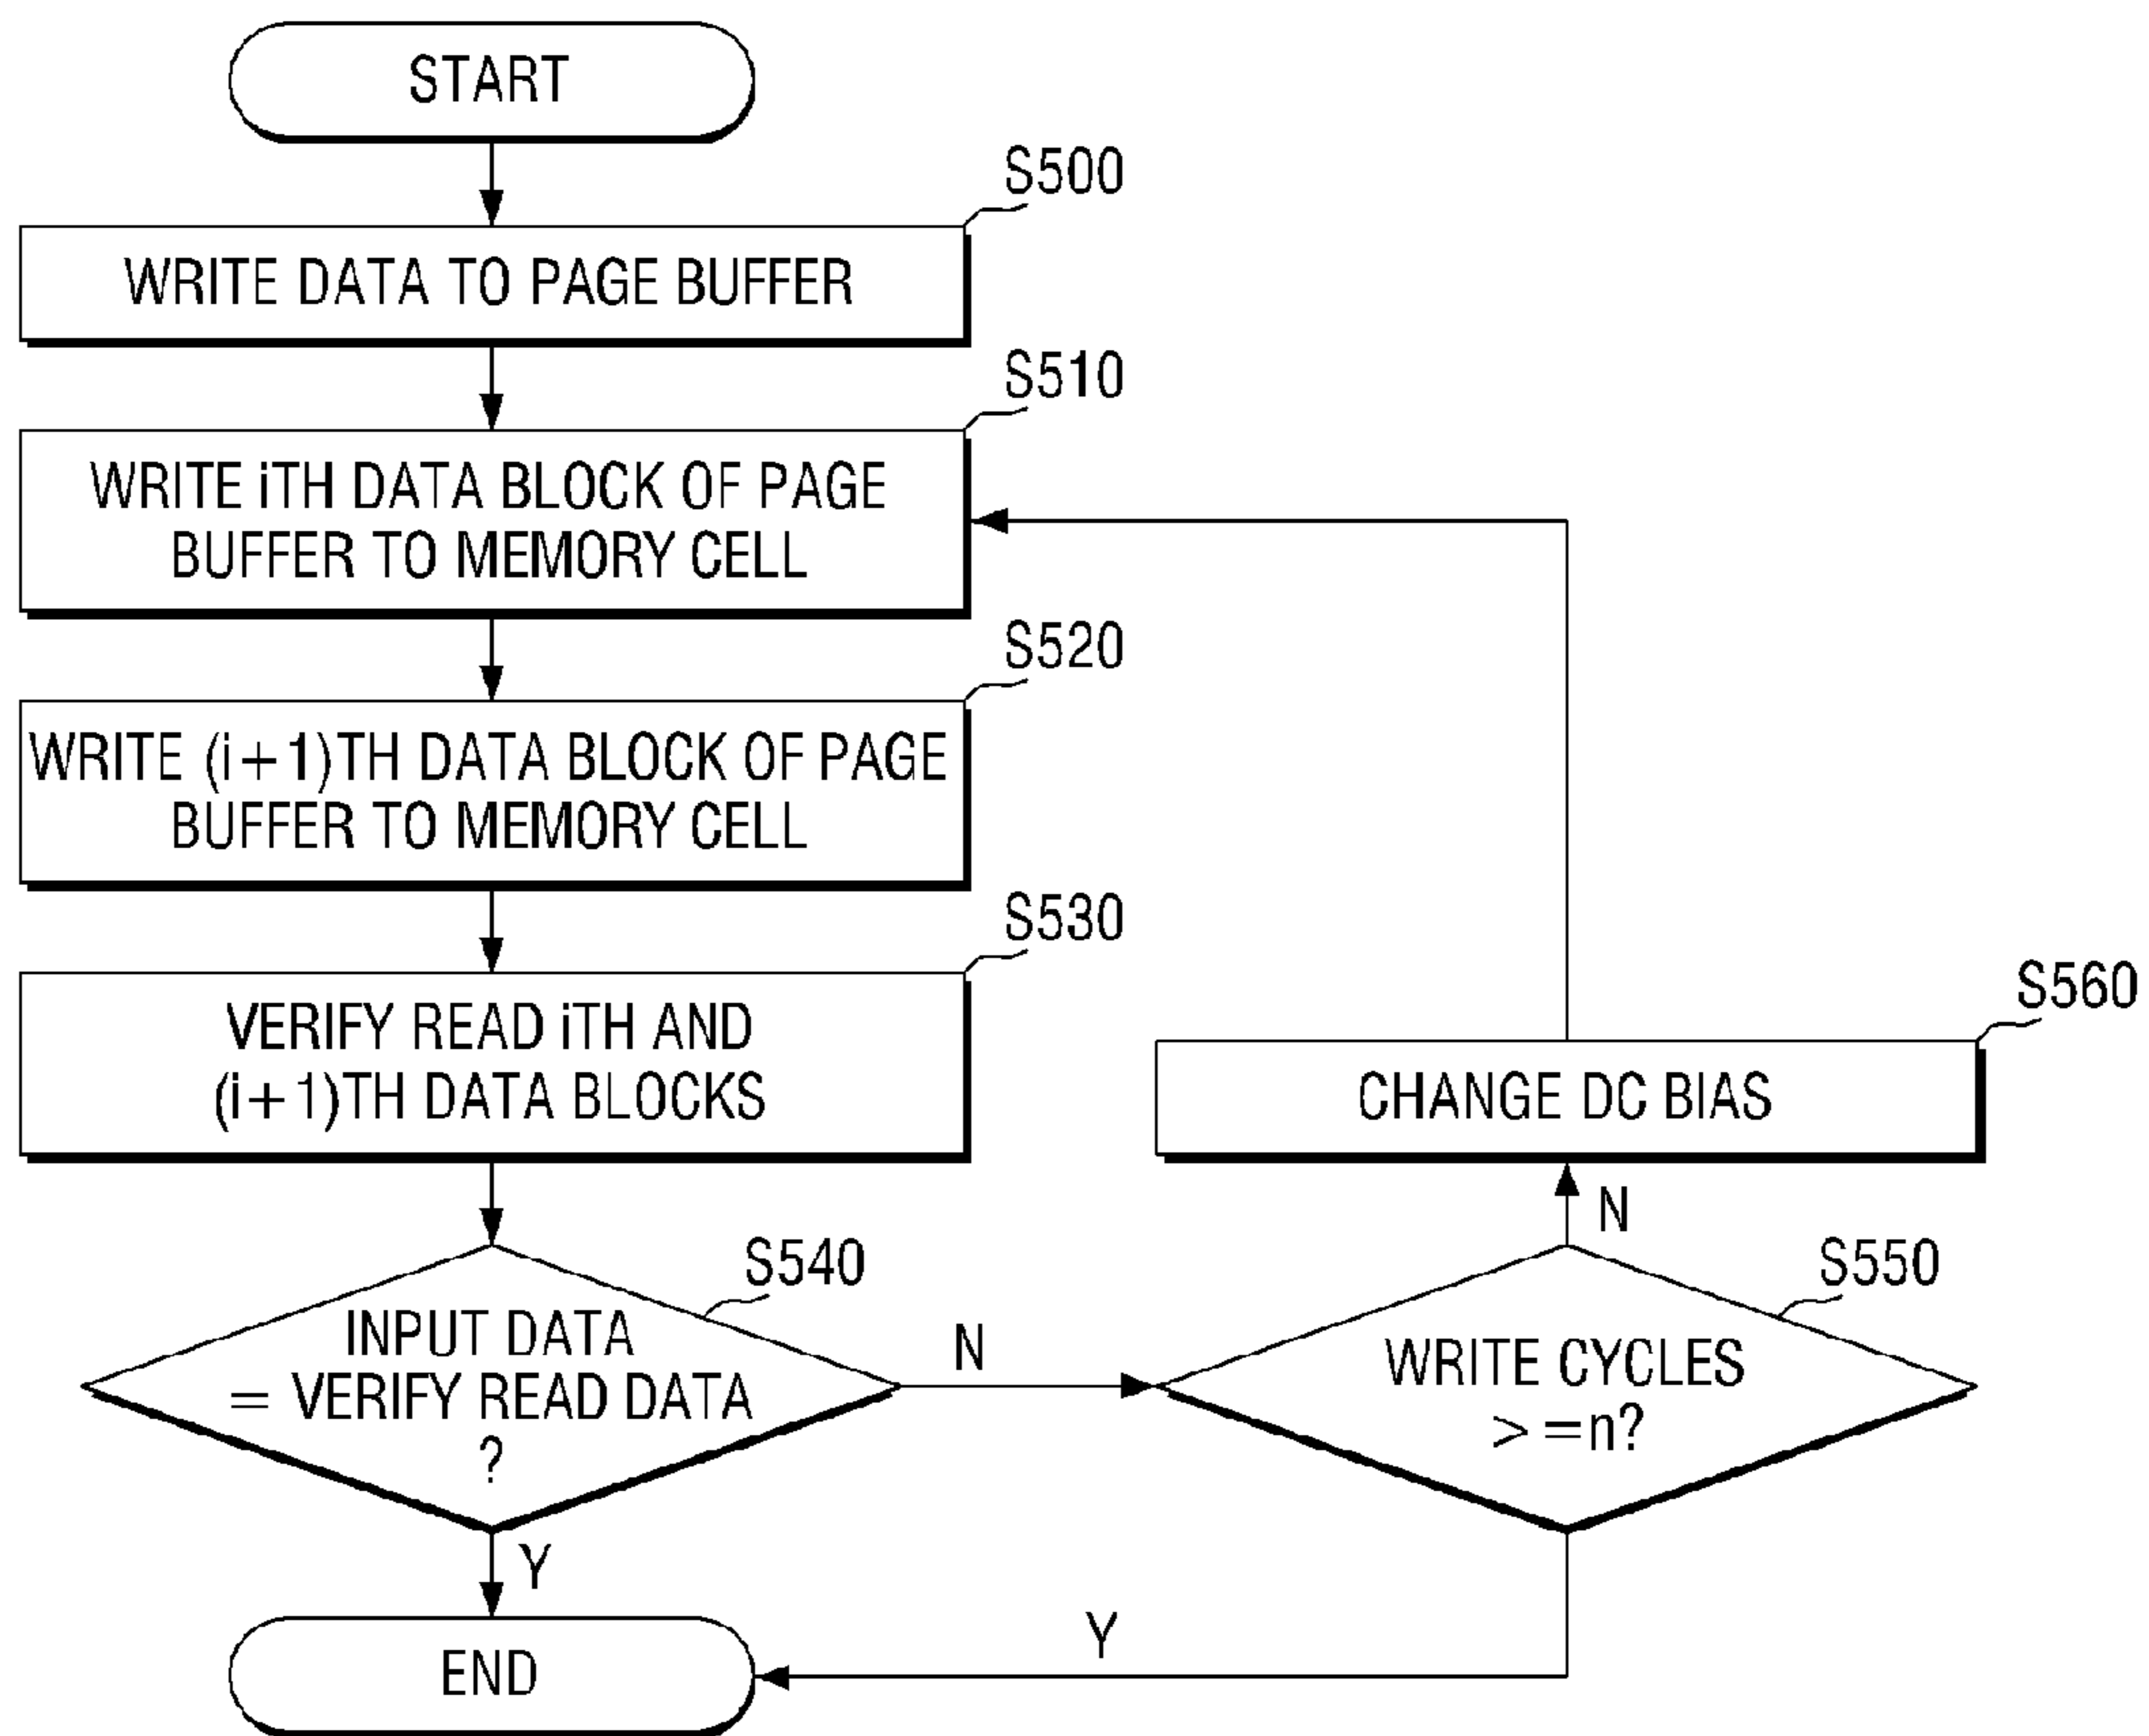 START
S500
WRITE DATA TO PAGE BUFFER
S510
WRITE iTH DATA BLOCK OF PAGE
BUFFER TO MEMORY CELL
S520
WRITE (i+1)TH DATA BLOCK OF PAGE
BUFFER TO MEMORY CELL
S530
VERIFY READ iTH AND
(i+1)TH DATA BLOCKS
S560
CHANGE DC BIAS
N
S540
INPUT DATA
= VERIFY READ DATA
?
N
S550
WRITE CYCLES
>=n?
Y
Y
END